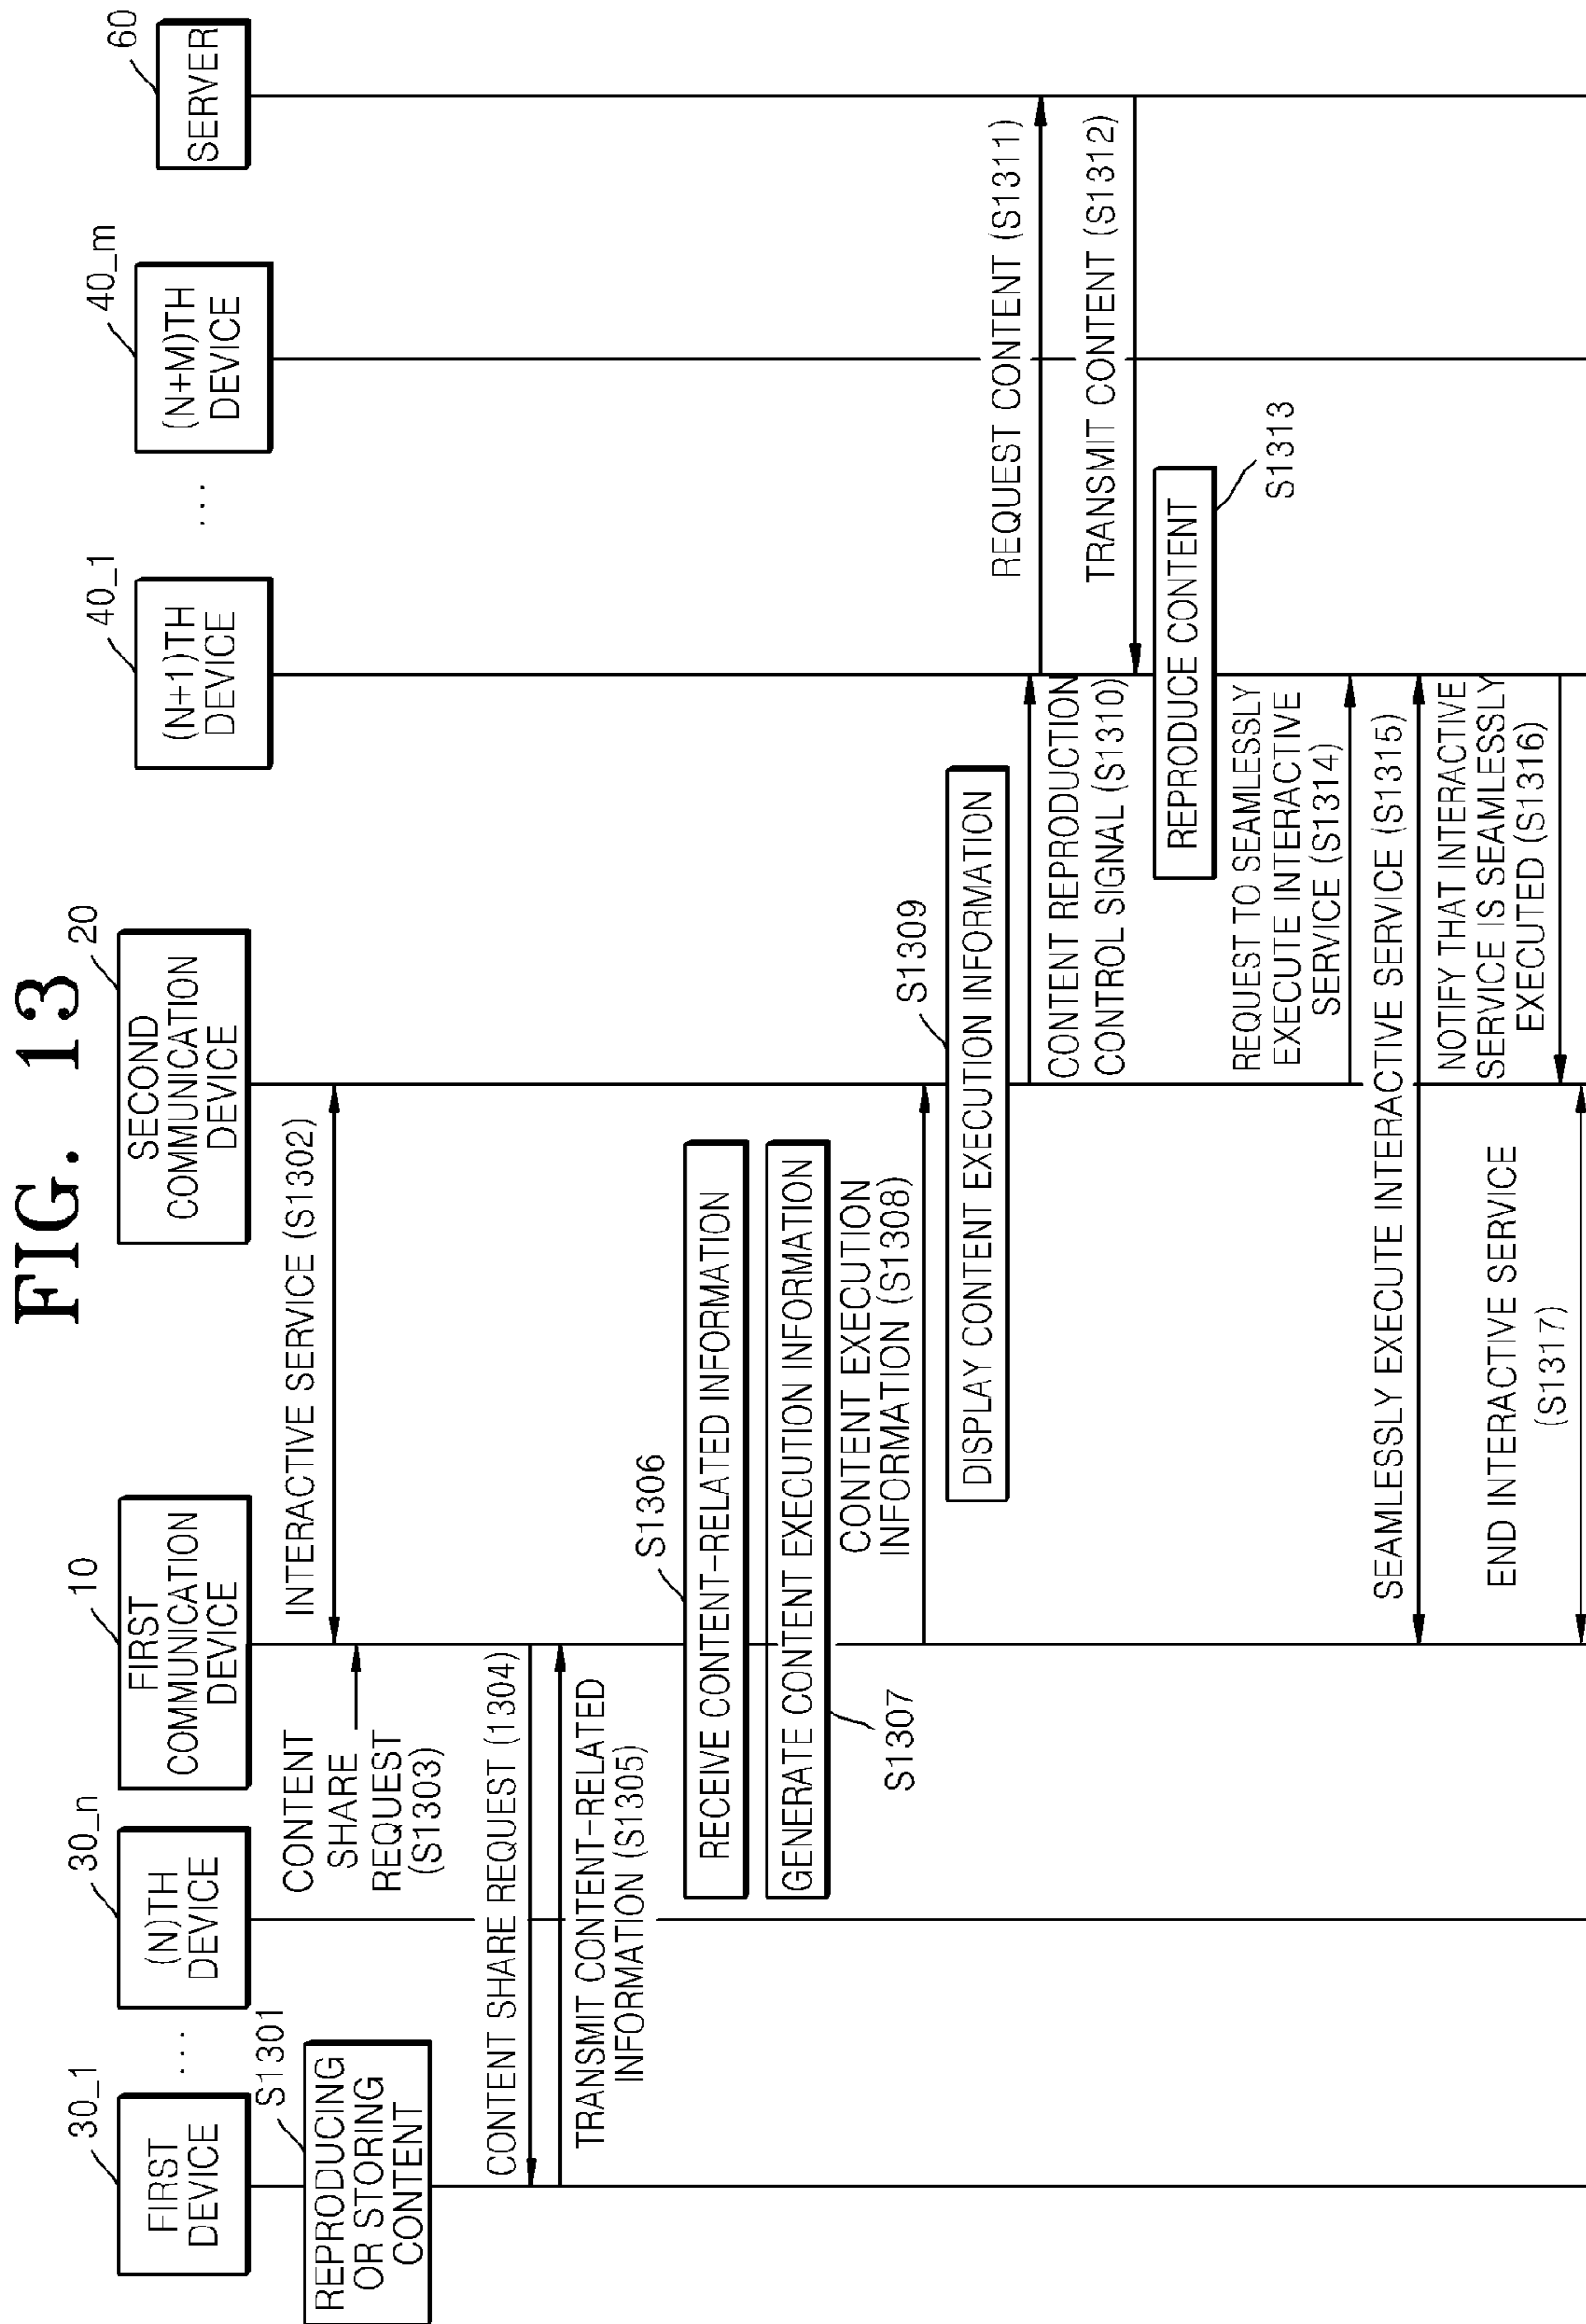 FIG. 13
30_1
FIRST
DEVICE
...
30_n
(N)TH
DEVICE
10
FIRST
COMMUNICATION
DEVICE
20
SECOND
COMMUNICATION
DEVICE
40_1
(N+1)TH
DEVICE
...
40_m
(N+M)TH
DEVICE
60
SERVER
S1301
REPRODUCING
OR STORING
CONTENT
INTERACTIVE SERVICE (S1302)
CONTENT
SHARE
REQUEST
(S1303)
CONTENT SHARE REQUEST (1304)
TRANSMIT CONTENT-RELATED
INFORMATION (S1305)
S1306
RECEIVE CONTENT-RELATED INFORMATION
GENERATE CONTENT EXECUTION INFORMATION
S1307
CONTENT EXECUTION
INFORMATION (S1308)
S1309
DISPLAY CONTENT EXECUTION INFORMATION
CONTENT REPRODUCTION
CONTROL SIGNAL (S1310)
REQUEST CONTENT (S1311)
TRANSMIT CONTENT (S1312)
REPRODUCE CONTENT
S1313
REQUEST TO SEAMLESSLY
EXECUTE INTERACTIVE
SERVICE (S1314)
SEAMLESSLY EXECUTE INTERACTIVE SERVICE (S1315)
NOTIFY THAT INTERACTIVE
SERVICE IS SEAMLESSLY
EXECUTED (S1316)
END INTERACTIVE SERVICE
(S1317)